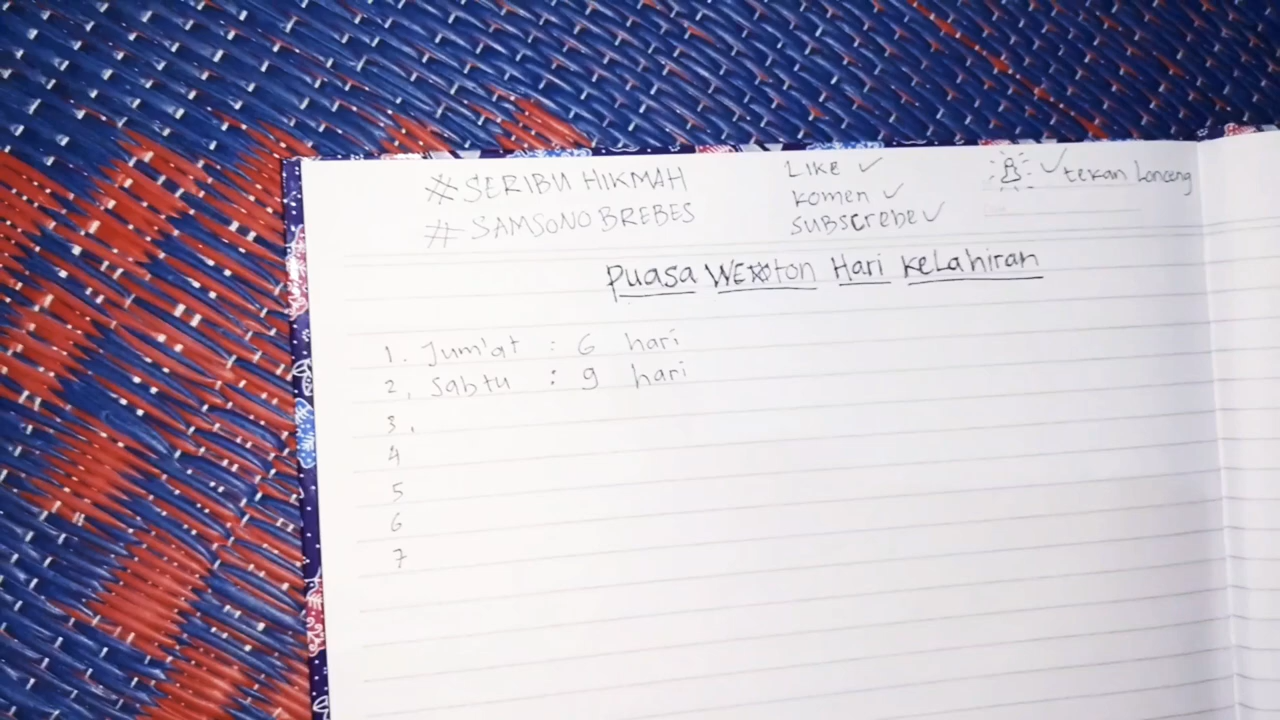 # SERIBU HIKMAH
# SAMSONO BREBES
Like ✓
komen ✓
subscrebe ✓
✓ tekan Lonceng
Puasa WEtoton Hari KeLahiran
1. Jum'at : 6 hari
2. Sabtu : 9 hari
3.
4
5
6
7